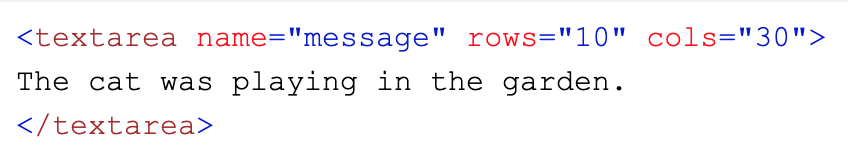 <textarea name="message" rows="10" cols="30">
The cat was playing in the garden.
</textarea>